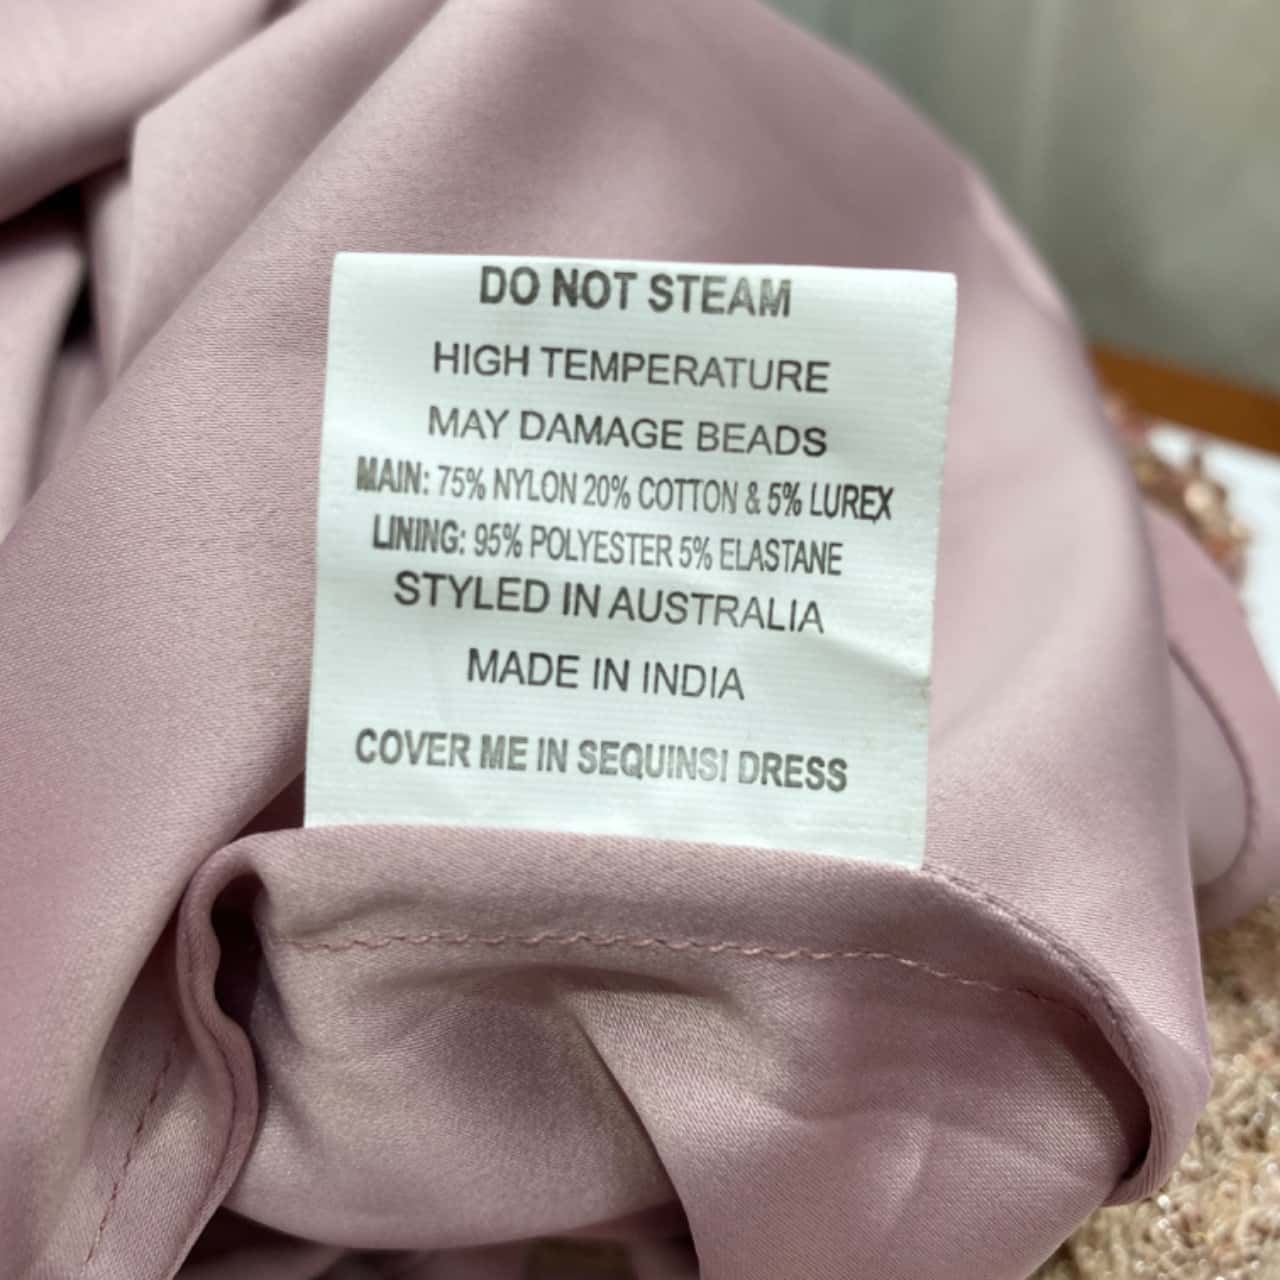 DO NOT STEAM
HIGH TEMPERATURE
MAY DAMAGE BEADS
MAIN: 75% NYLON 20% COTTON & 5% LUREX
LINING: 95% POLYESTER 5% ELASTANE
STYLED IN AUSTRALIA
MADE IN INDIA
COVER ME IN SEQUINSI DRESS